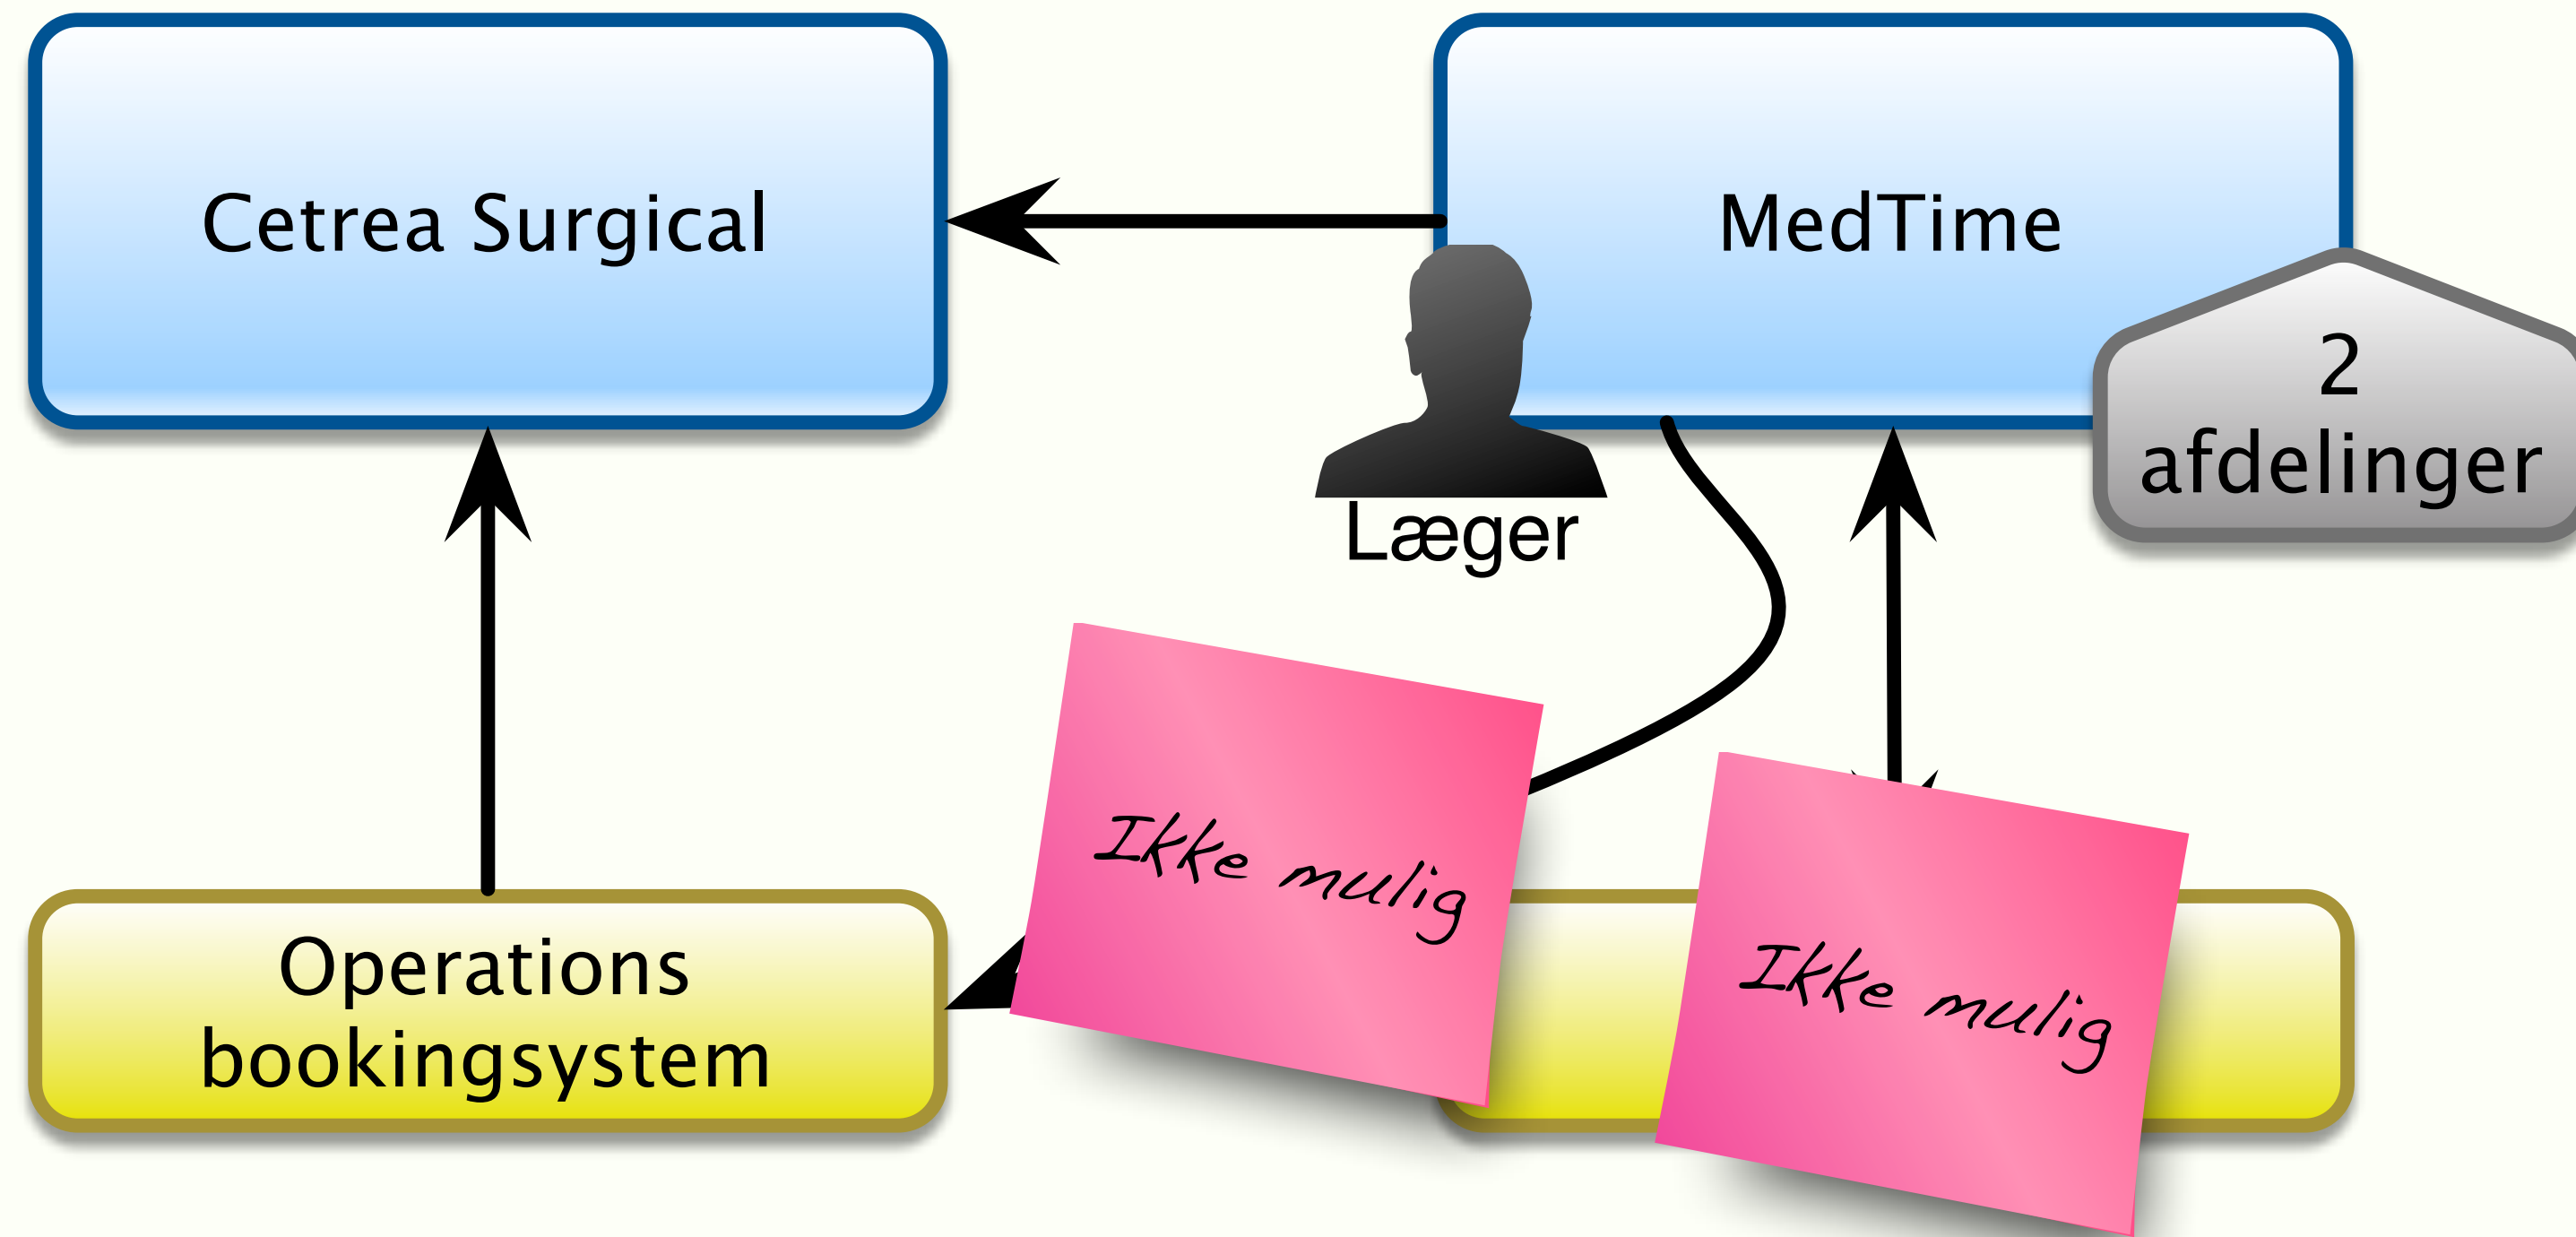 Cetrea Surgical
MedTime
2
afdelinger
Læger
Ikke mulig
Ikke mulig
Operations
bookingsystem